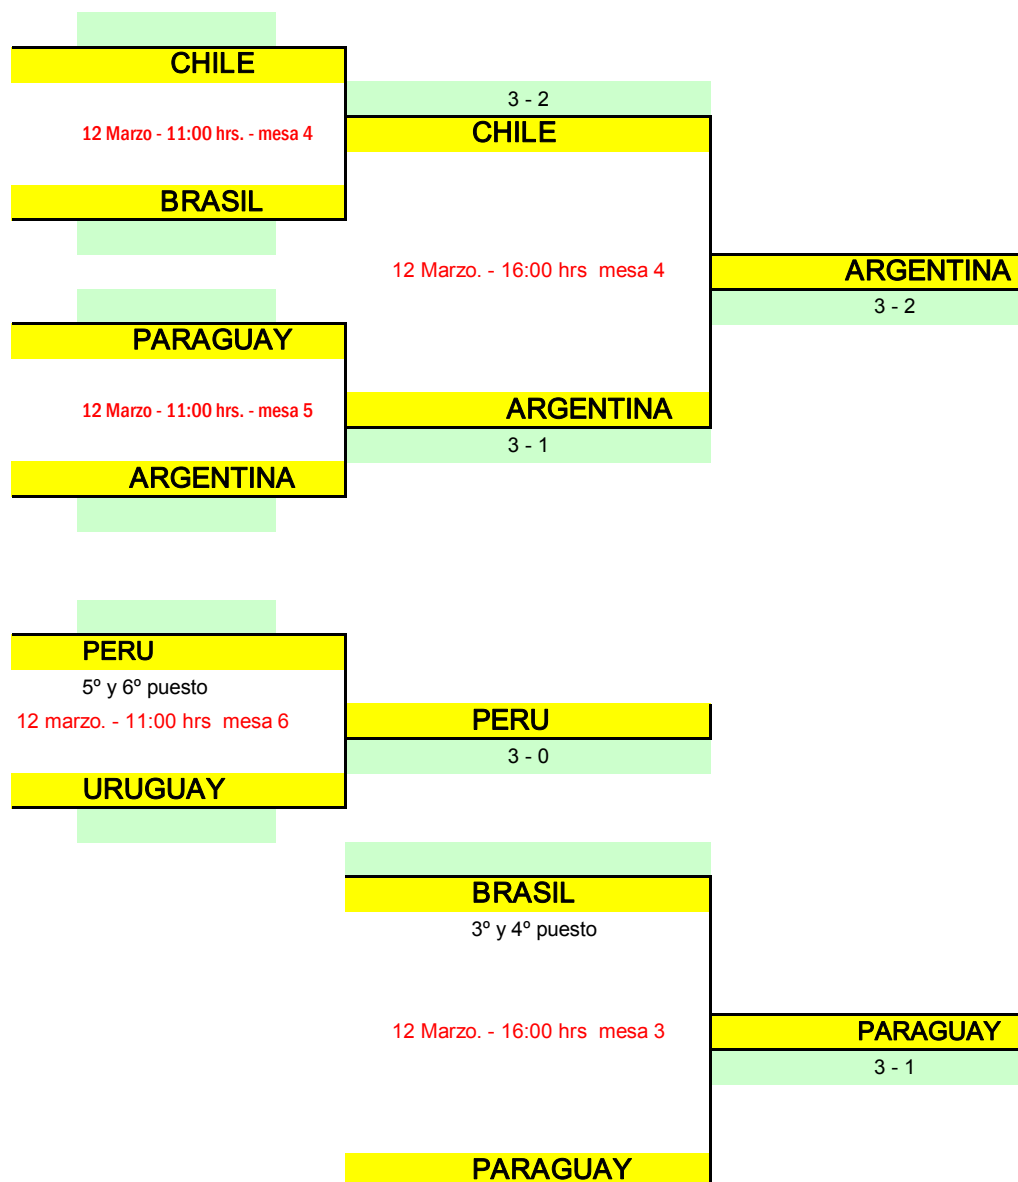 CHILE
3 - 2
12 Marzo - 11:00 hrs. - mesa 4
CHILE
BRASIL
12 Marzo. - 16:00 hrs  mesa 4
ARGENTINA
3 - 2
PARAGUAY
12 Marzo - 11:00 hrs. - mesa 5
ARGENTINA
3 - 1
ARGENTINA
PERU
5º y 6º puesto
12 marzo. - 11:00 hrs  mesa 6
PERU
3 - 0
URUGUAY
BRASIL
3º y 4º puesto
12 Marzo. - 16:00 hrs  mesa 3
PARAGUAY
3 - 1
PARAGUAY